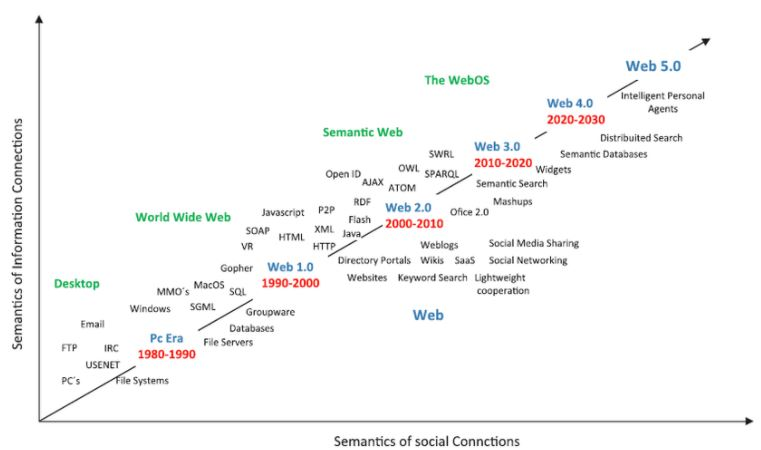 Web 5.0
The WebOS
Intelligent Personal
Agents
Web 4.0
2020-2030
Semantic Web
Distribuited Search
Web 3.0
2010-2020
SWRL
Semantic Databases
OWL
SPARQL
Widgets
Open ID
AJAX
ATOM
Semantic Search
RDF
Mashups
World Wide Web
Javascript
P2P
Web 2.0
2000-2010
Ofice 2.0
Flash
SOAP
HTML
XML
Java,
VR
HTTP
Weblogs
Social Media Sharing
Directory Portals
Wikis
SaaS
Social Networking
Gopher
Web 1.0
1990-2000
Websites
Keyword Search
Lightweight
cooperation
Desktop
MMO´s
MacOS
SQL
Windows
SGML
Groupware
Web
Email
Databases
Pc Era
1980-1990
File Servers
FTP
IRC
USENET
PC´s
File Systems
Semantics of Information Connections
Semantics of social Connctions